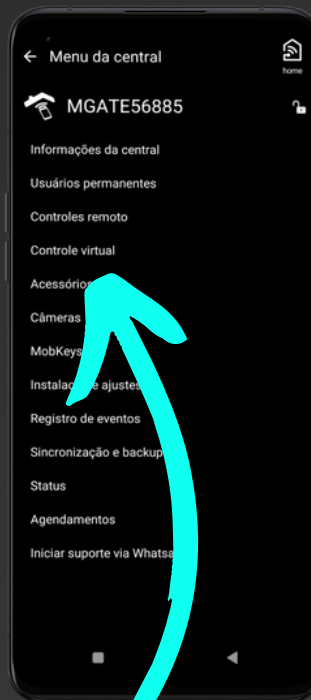 Menu da central
home
MGATE56885
Informações da central
Usuários permanentes
Controles remoto
Controle virtual
Acessórios
Câmeras
MobKeys
Instalação e ajustes
Registro de eventos
Sincronização e backup
Status
Agendamentos
Iniciar suporte via Whatsa